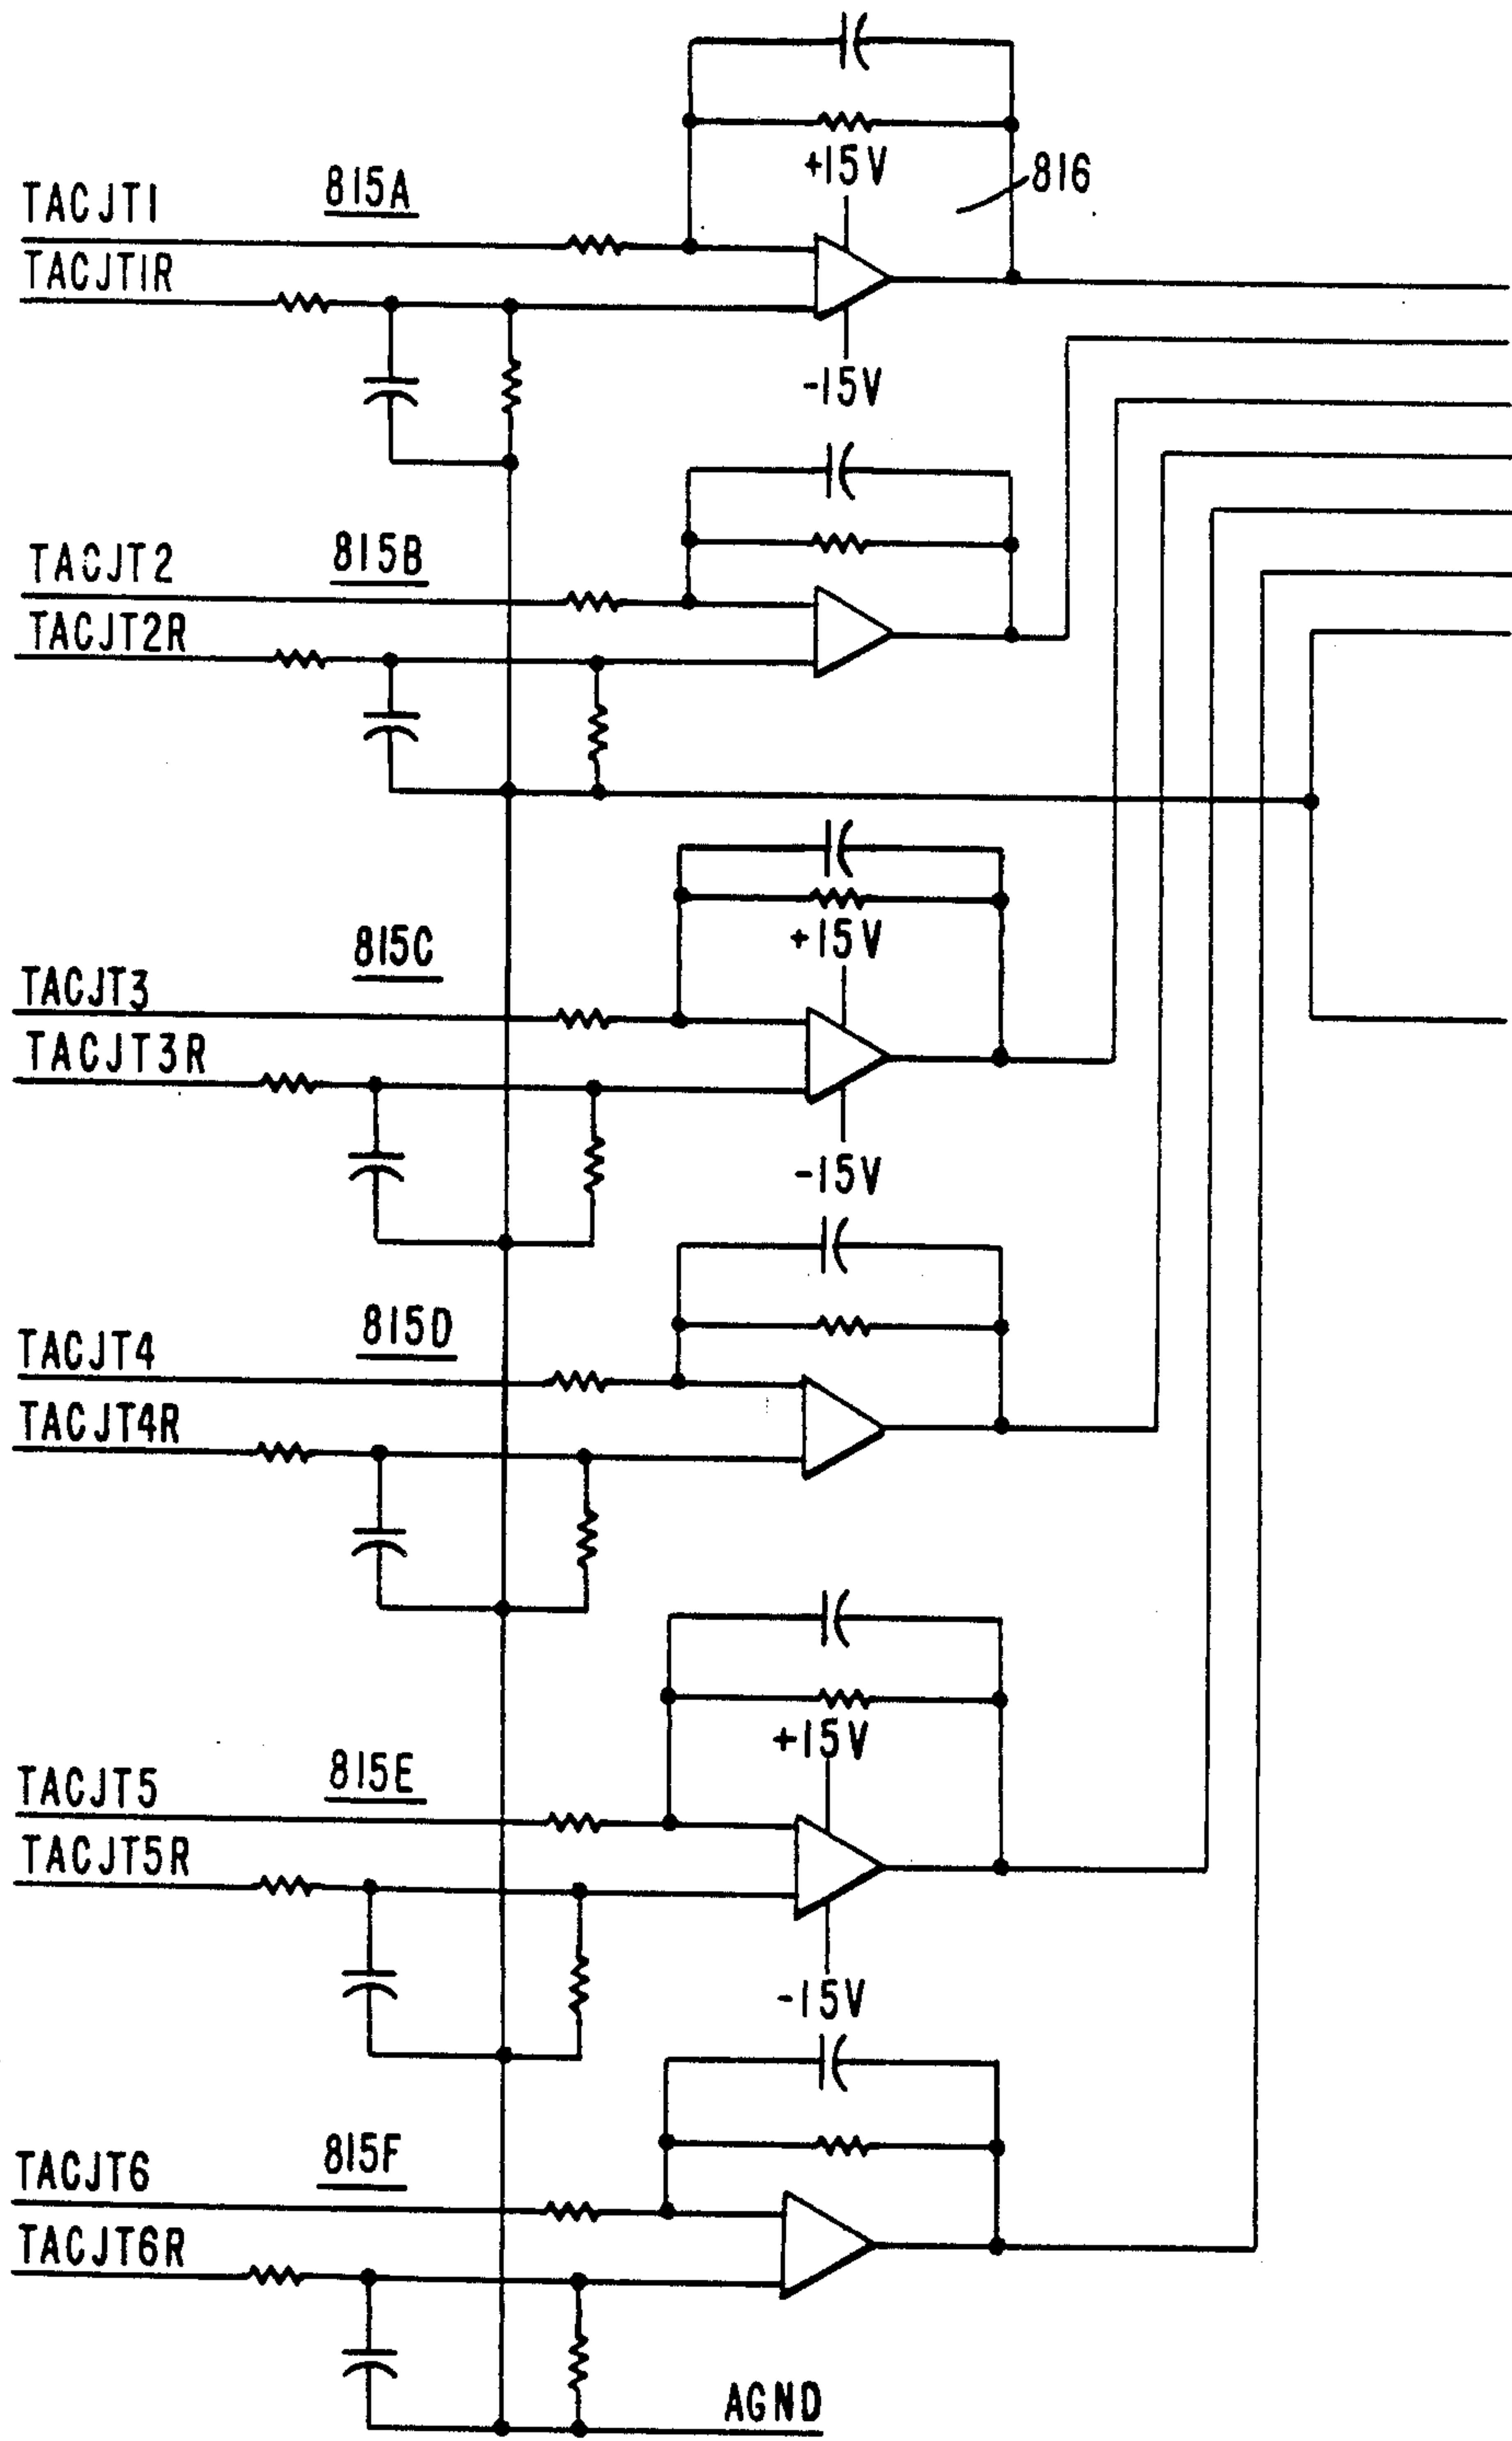 +15V
816
815A
TACJT1
TACJT1R
-15V
815B
TACJT2
TACJT2R
815C
+15V
TACJT3
TACJT3R
-15V
815D
TACJT4
TACJT4R
+15V
815E
TACJT5
TACJT5R
-15V
815F
TACJT6
TACJT6R
AGND